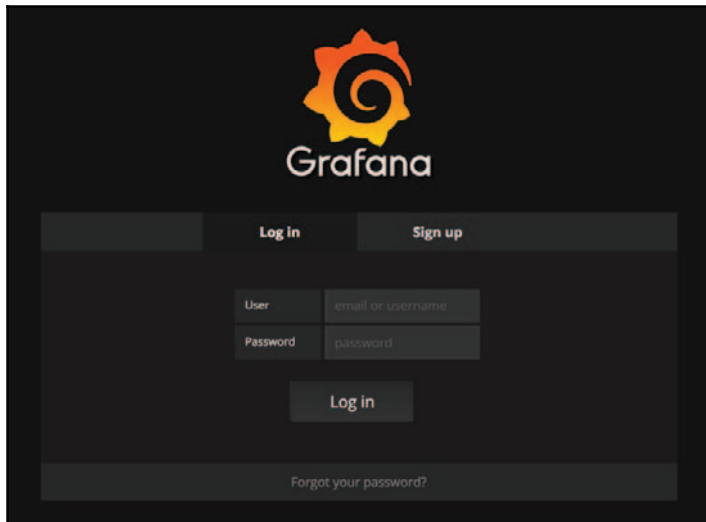 Grafana
Log in Sign up
User email or username
Password password
Log in
Forgot your password?